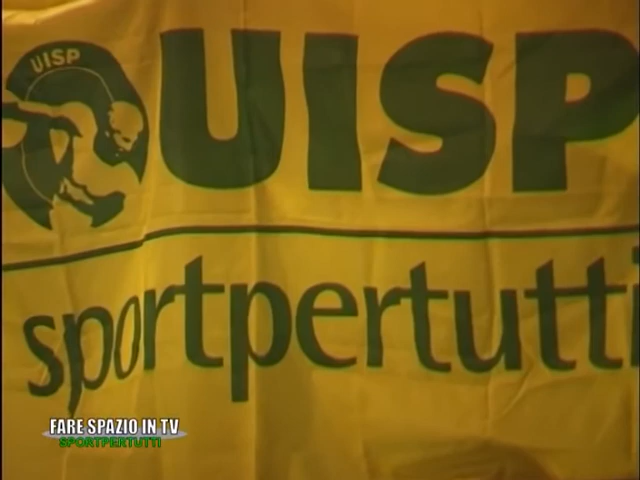 UISP
UISP
sportpertutti
FARE SPAZIO IN TV
SPORTPERTUTTI